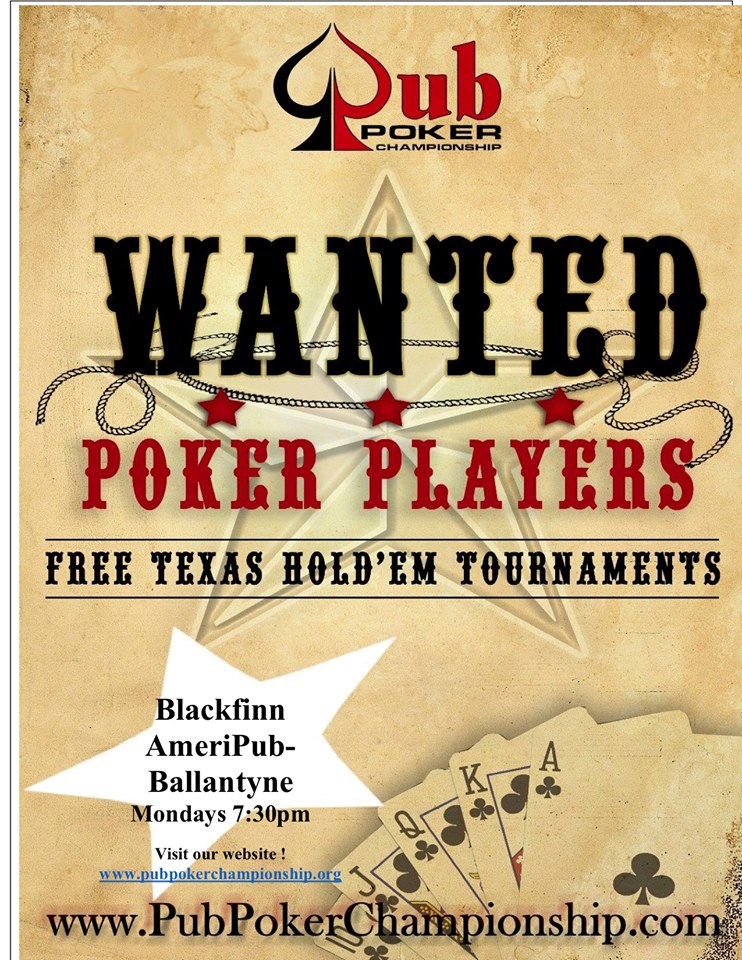 Pub
POKER
CHAMPIONSHIP
WANTED
POKER PLAYERS
FREE TEXAS HOLD'EM TOURNAMENTS
Blackfinn
AmeriPub-
Ballantyne
Mondays 7:30pm
Visit our website !
www.pubpokerchampionship.org
A
K
Q
J
10
www.PubPokerChampionship.com